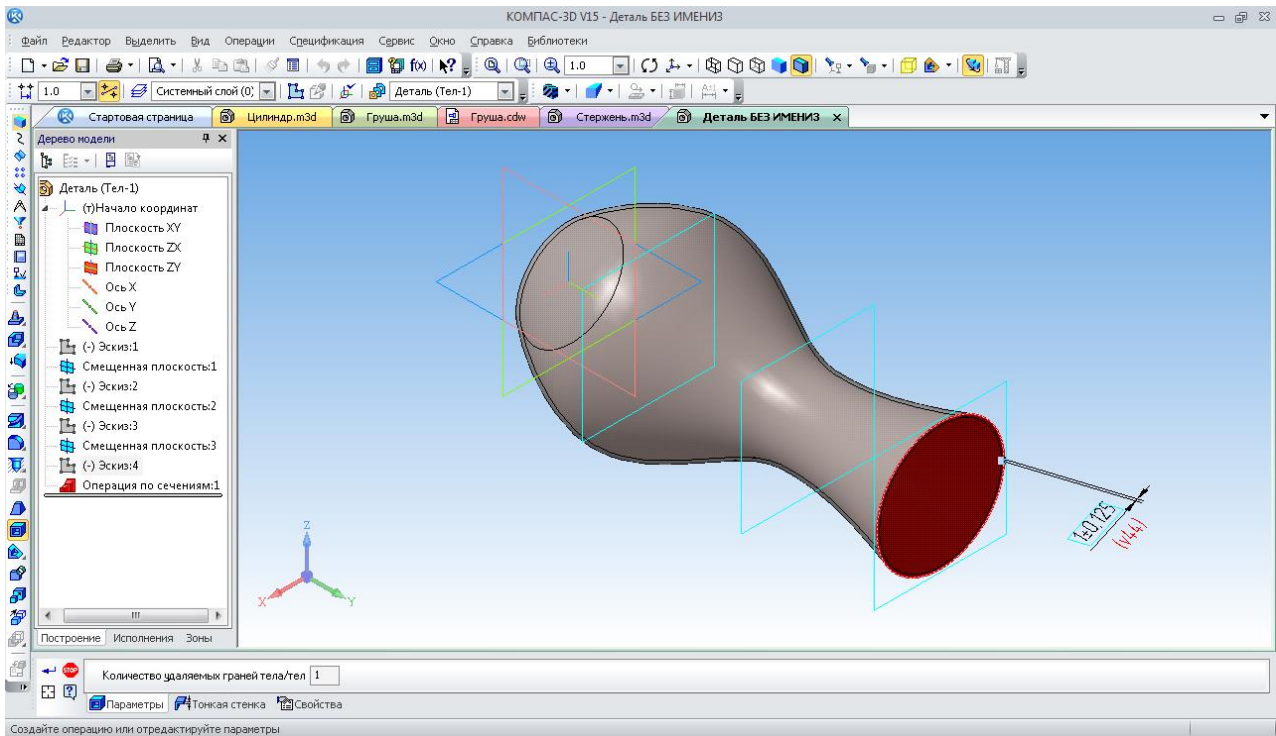 КОМПАС-3D V15 - Деталь БЕЗ ИМЕНИ3
Файл Редактор Выделить Вид Операции Спецификация Сервис Окно Справка Библиотеки
1.0
1.0 Системный слой (0) Деталь (Тел-1)
Стартовая страница Цилиндр.m3d Груша.m3d Груша.cdw Стержень.m3d Деталь БЕЗ ИМЕНИ3
Дерево модели
Деталь (Тел-1)
(т)Начало координат
Плоскость XY
Плоскость ZX
Плоскость ZY
Ось X
Ось Y
Ось Z
(-) Эскиз:1
Смещенная плоскость:1
(-) Эскиз:2
Смещенная плоскость:2
(-) Эскиз:3
Смещенная плоскость:3
(-) Эскиз:4
Операция по сечениям:1
1±0.125
(v44)
Z
X
Y
Построение Исполнения Зоны
STOP
Количество удаляемых граней тела/тел 1
Параметры Тонкая стенка Свойства
Создайте операцию или отредактируйте параметры